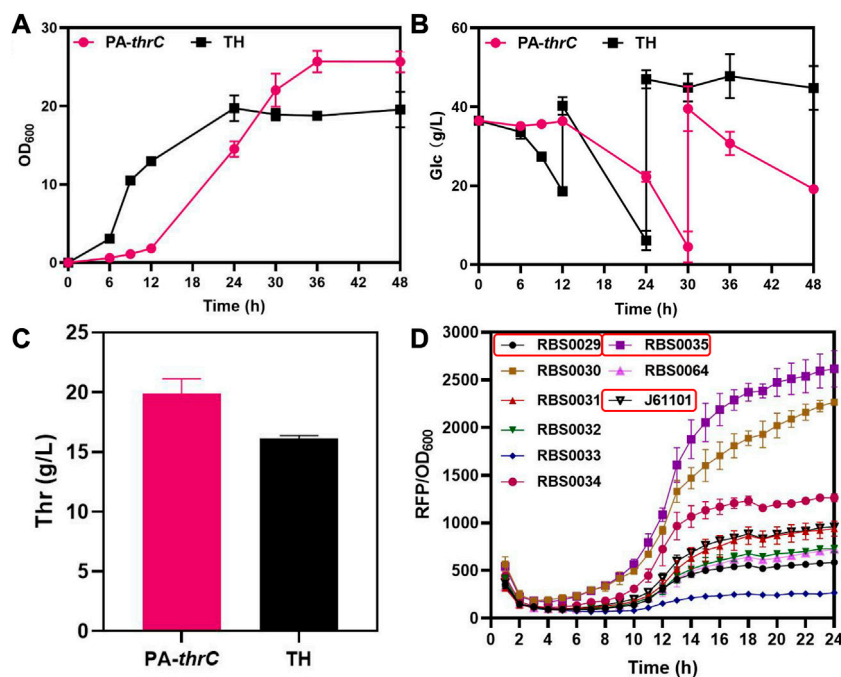 A
PA-thrC TH
OD600
30
20
10
0
0 6 12 18 24 30 36 42 48
Time (h)
B
PA-thrC TH
Glc（g/L)
60
40
20
0
0 6 12 18 24 30 36 42 48
Time (h)
C
Thr (g/L)
25
20
15
10
5
0
PA-thrC TH
D
RFP/OD600
3000
2500
2000
1500
1000
500
0
RBS0029 RBS0035
RBS0030 RBS0064
RBS0031 J61101
RBS0032
RBS0033
RBS0034
0 2 4 6 8 10 12 14 16 18 20 22 24
Time (h)